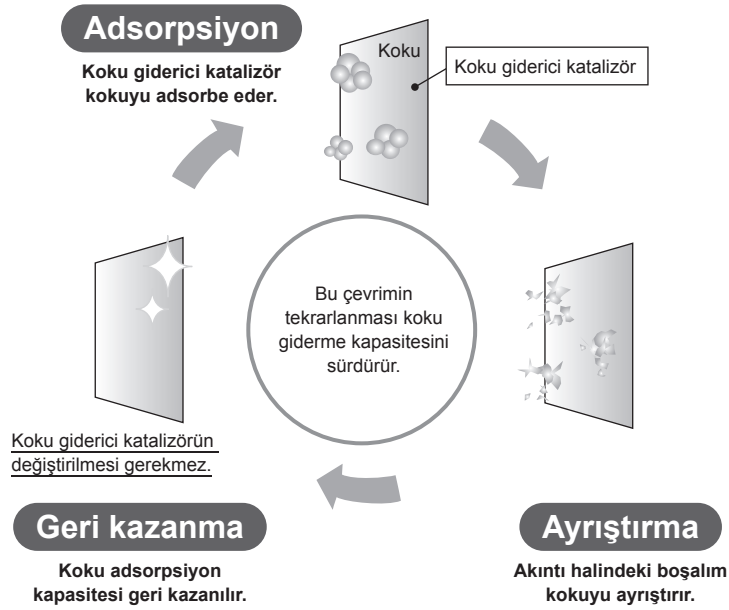 Adsorpsiyon
Koku giderici katalizör
kokuyu adsorbe eder.
Koku
Koku giderici katalizör
Bu çevrimin
tekrarlanması koku
giderme kapasitesini
sürdürür.
Koku giderici katalizörün
değiştirilmesi gerekmez.
Geri kazanma
Koku adsorpsiyon
kapasitesi geri kazanılır.
Ayrıştırma
Akıntı halindeki boşalım
kokuyu ayrıştırır.